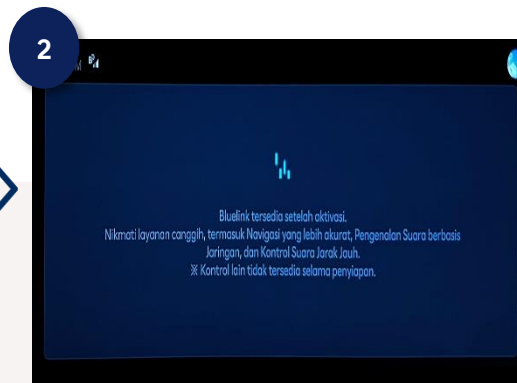 2
Bluelink tersedia setelah aktivasi.
Nikmati layanan canggih, termasuk Navigasi yang lebih akurat, Pengenalan Suara berbasis
Jaringan, dan Kontrol Suara Jarak Jauh.
※ Kontrol lain tidak tersedia selama penyiapan.